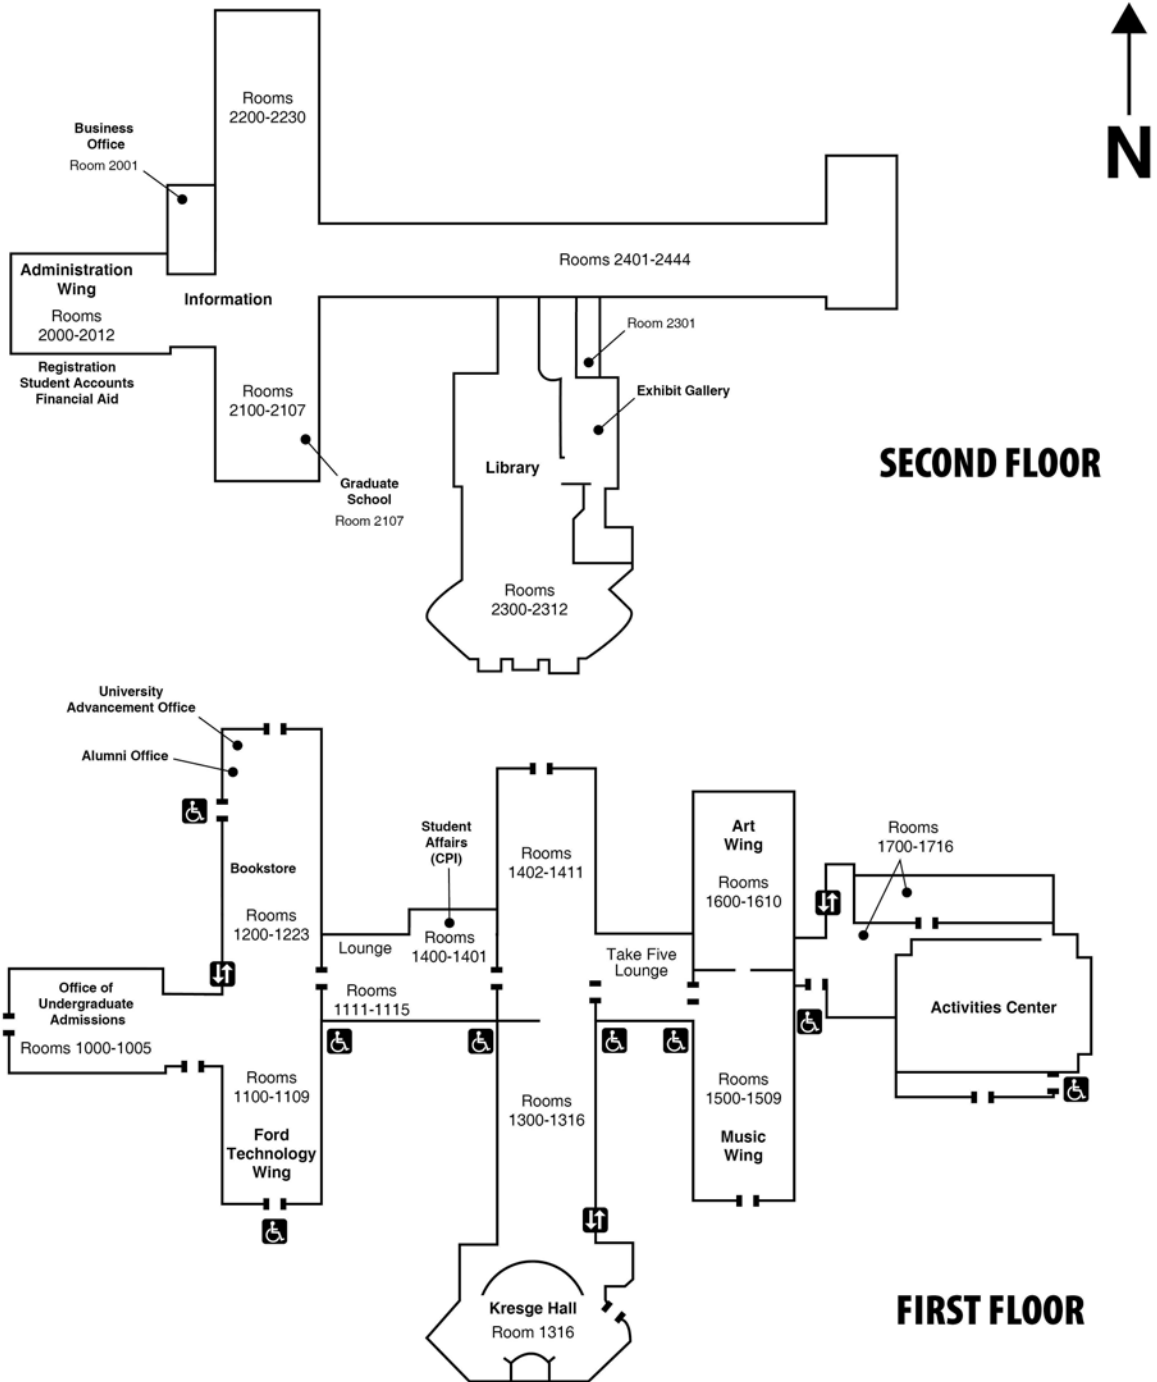 N
Rooms
2200-2230
Business
Office
Room 2001
Administration
Wing
Rooms
2000-2012
Information
Rooms 2401-2444
Registration
Student Accounts
Financial Aid
Rooms
2100-2107
Room 2301
Exhibit Gallery
Library
Graduate
School
Room 2107
SECOND FLOOR
Rooms
2300-2312
University
Advancement Office
Alumni Office
Bookstore
Rooms
1200-1223
Student
Affairs
(CPI)
Lounge
Rooms
1400-1401
Rooms
1402-1411
Art
Wing
Rooms
1600-1610
Rooms
1700-1716
Take Five
Lounge
Office of
Undergraduate
Admissions
Rooms 1000-1005
Rooms
1111-1115
Activities Center
Rooms
1100-1109
Ford
Technology
Wing
Rooms
1300-1316
Rooms
1500-1509
Music
Wing
Kresge Hall
Room 1316
FIRST FLOOR